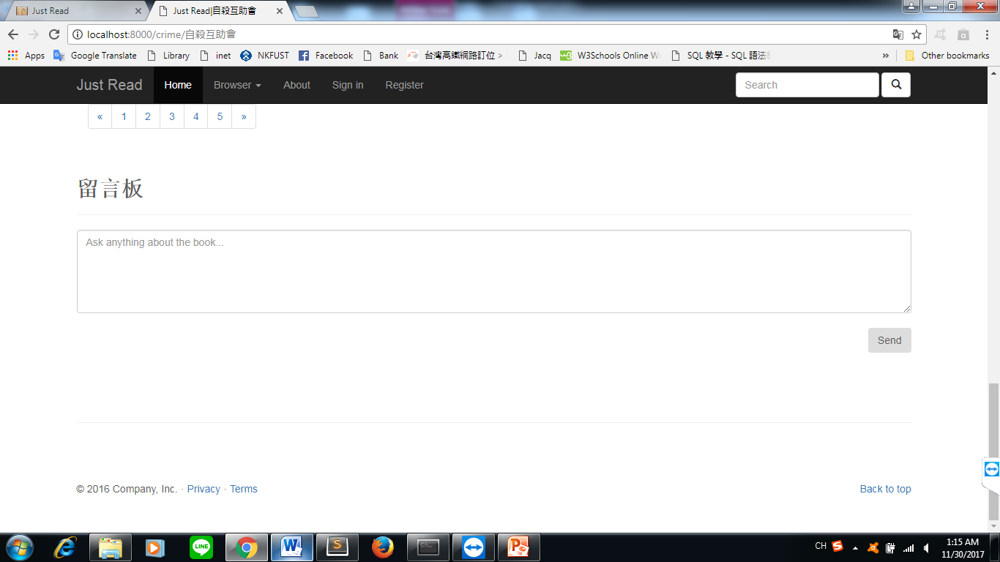 Just Read
Just Read|自殺互助會
localhost:8000/crime/自殺互助會
Apps Google Translate Library inet NKFUST Facebook Bank 台灣高鐵網路訂位 > Jacq W3Schools Online SQL 教學 - SQL 語法 » Other bookmarks
Just Read Home Browser About Sign in Register Search
« 1 2 3 4 5 »
留言板
Ask anything about the book...
Send
© 2016 Company, Inc. · Privacy · Terms Back to top
CH 1:15 AM
11/30/2017